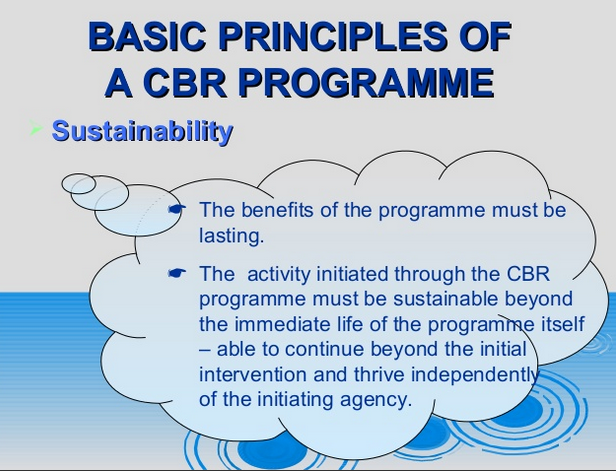 BASIC PRINCIPLES OF
A CBR PROGRAMME
Sustainability
The benefits of the programme must be
lasting.
The activity initiated through the CBR
programme must be sustainable beyond
the immediate life of the programme itself
– able to continue beyond the initial
intervention and thrive independently
of the initiating agency.